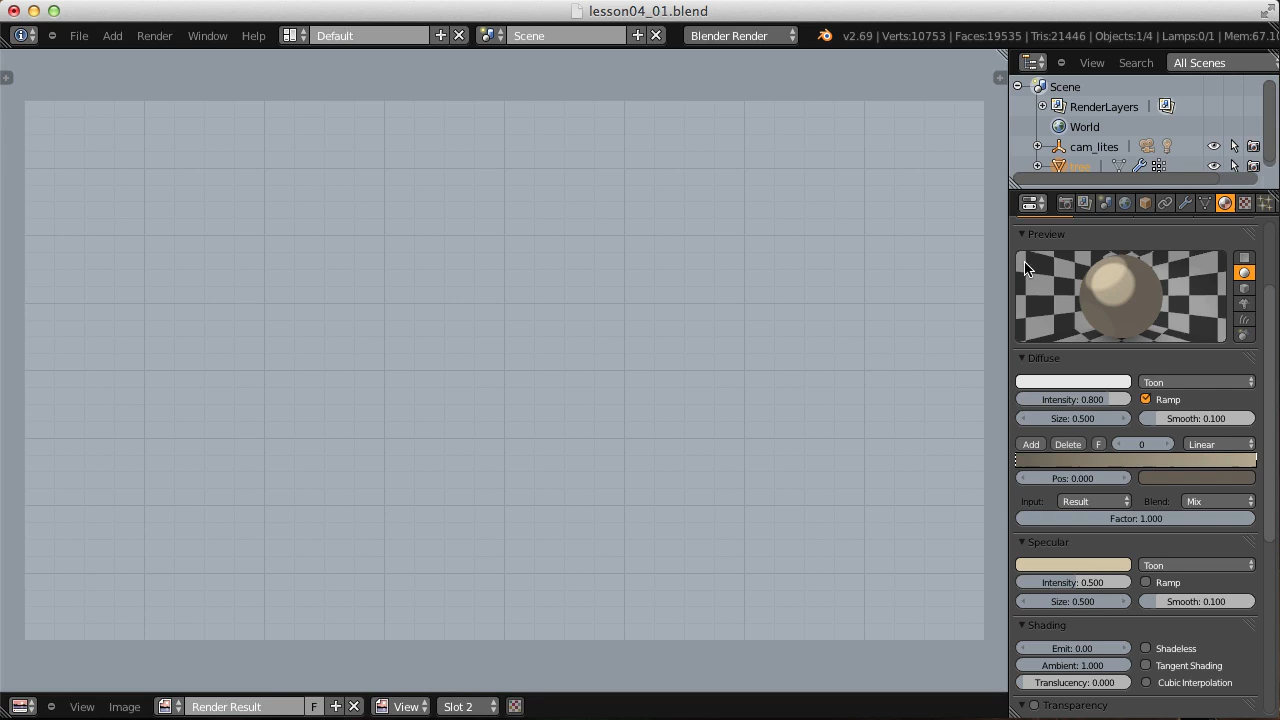 lesson04_01.blend
File Add Render Window Help Default Scene Blender Render v2.69 | Verts:10753 | Faces:19535 | Tris:21446 | Objects:1/4 | Lamps:0/1 | Mem:67.1
View Search All Scenes
Scene
RenderLayers
World
cam_lites
tree
Preview
Diffuse
Toon
Intensity: 0.800 Ramp
Size: 0.500 Smooth: 0.100
Add Delete F 0 Linear
Pos: 0.000
Input: Result Blend: Mix
Factor: 1.000
Specular
Toon
Intensity: 0.500 Ramp
Size: 0.500 Smooth: 0.100
Shading
Emit: 0.00 Shadeless
Ambient: 1.000 Tangent Shading
Translucency: 0.000 Cubic Interpolation
Transparency
View Image Render Result F View Slot 2